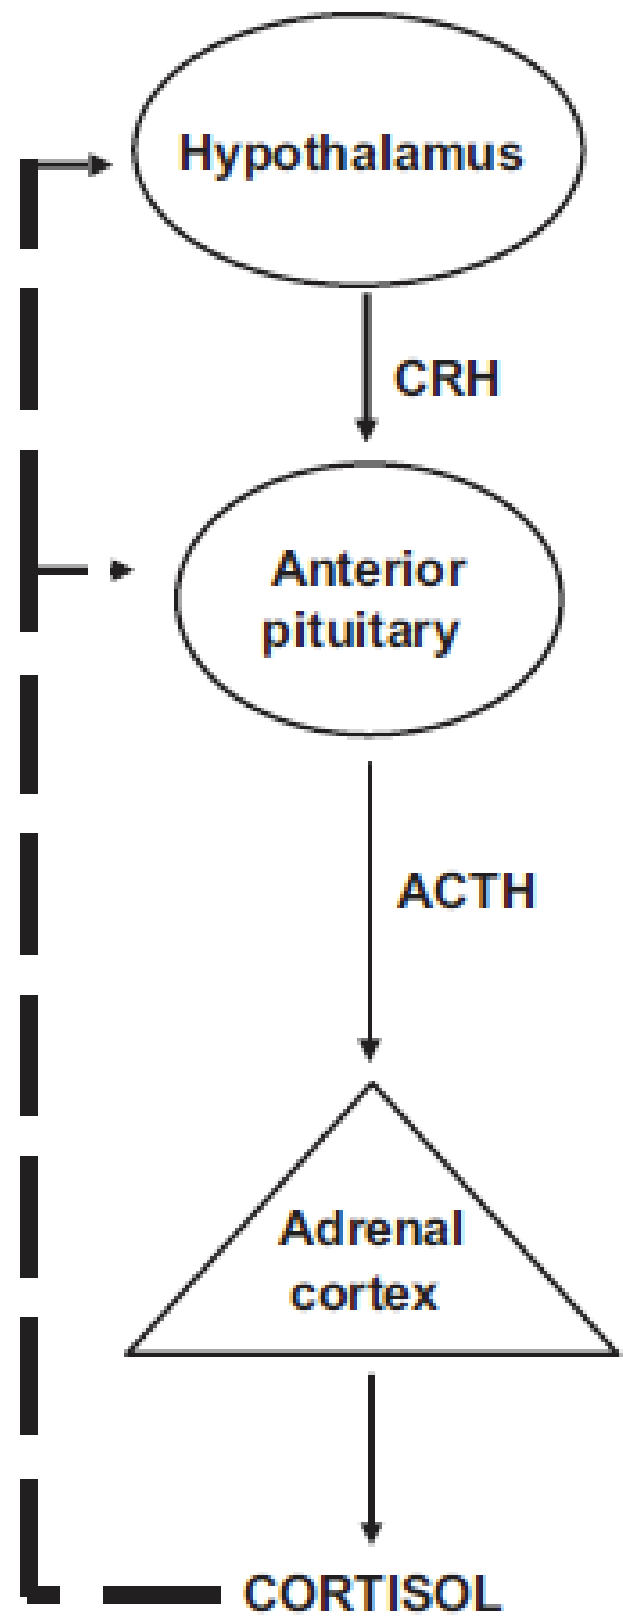 Hypothalamus
CRH
Anterior
pituitary
ACTH
Adrenal
cortex
CORTISOL